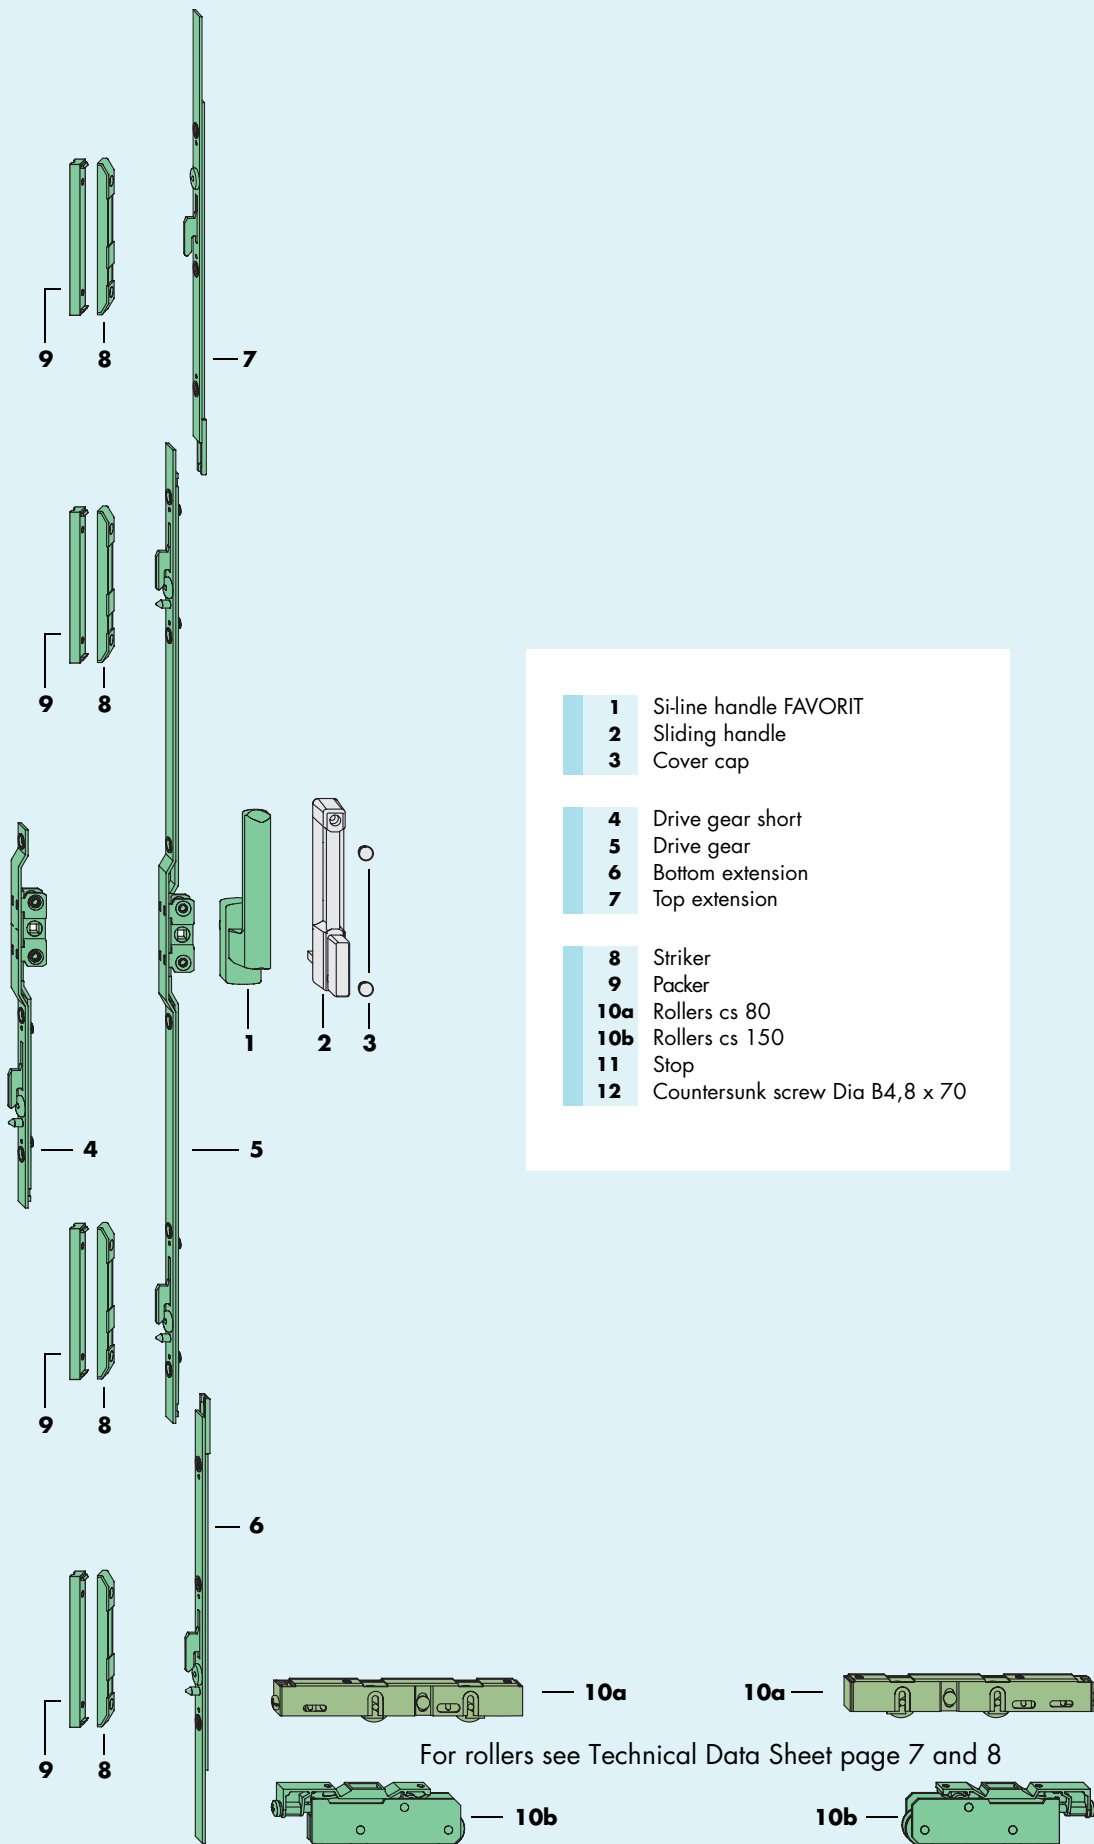 9 8
7
9 8
1 Si-line handle FAVORIT
2 Sliding handle
3 Cover cap
4 Drive gear short
5 Drive gear
6 Bottom extension
7 Top extension
8 Striker
9 Packer
10a Rollers cs 80
10b Rollers cs 150
11 Stop
12 Countersunk screw Dia B4,8 x 70
1 2 3
4 5
9 8
6
10a 10a
For rollers see Technical Data Sheet page 7 and 8
9 8
10b 10b